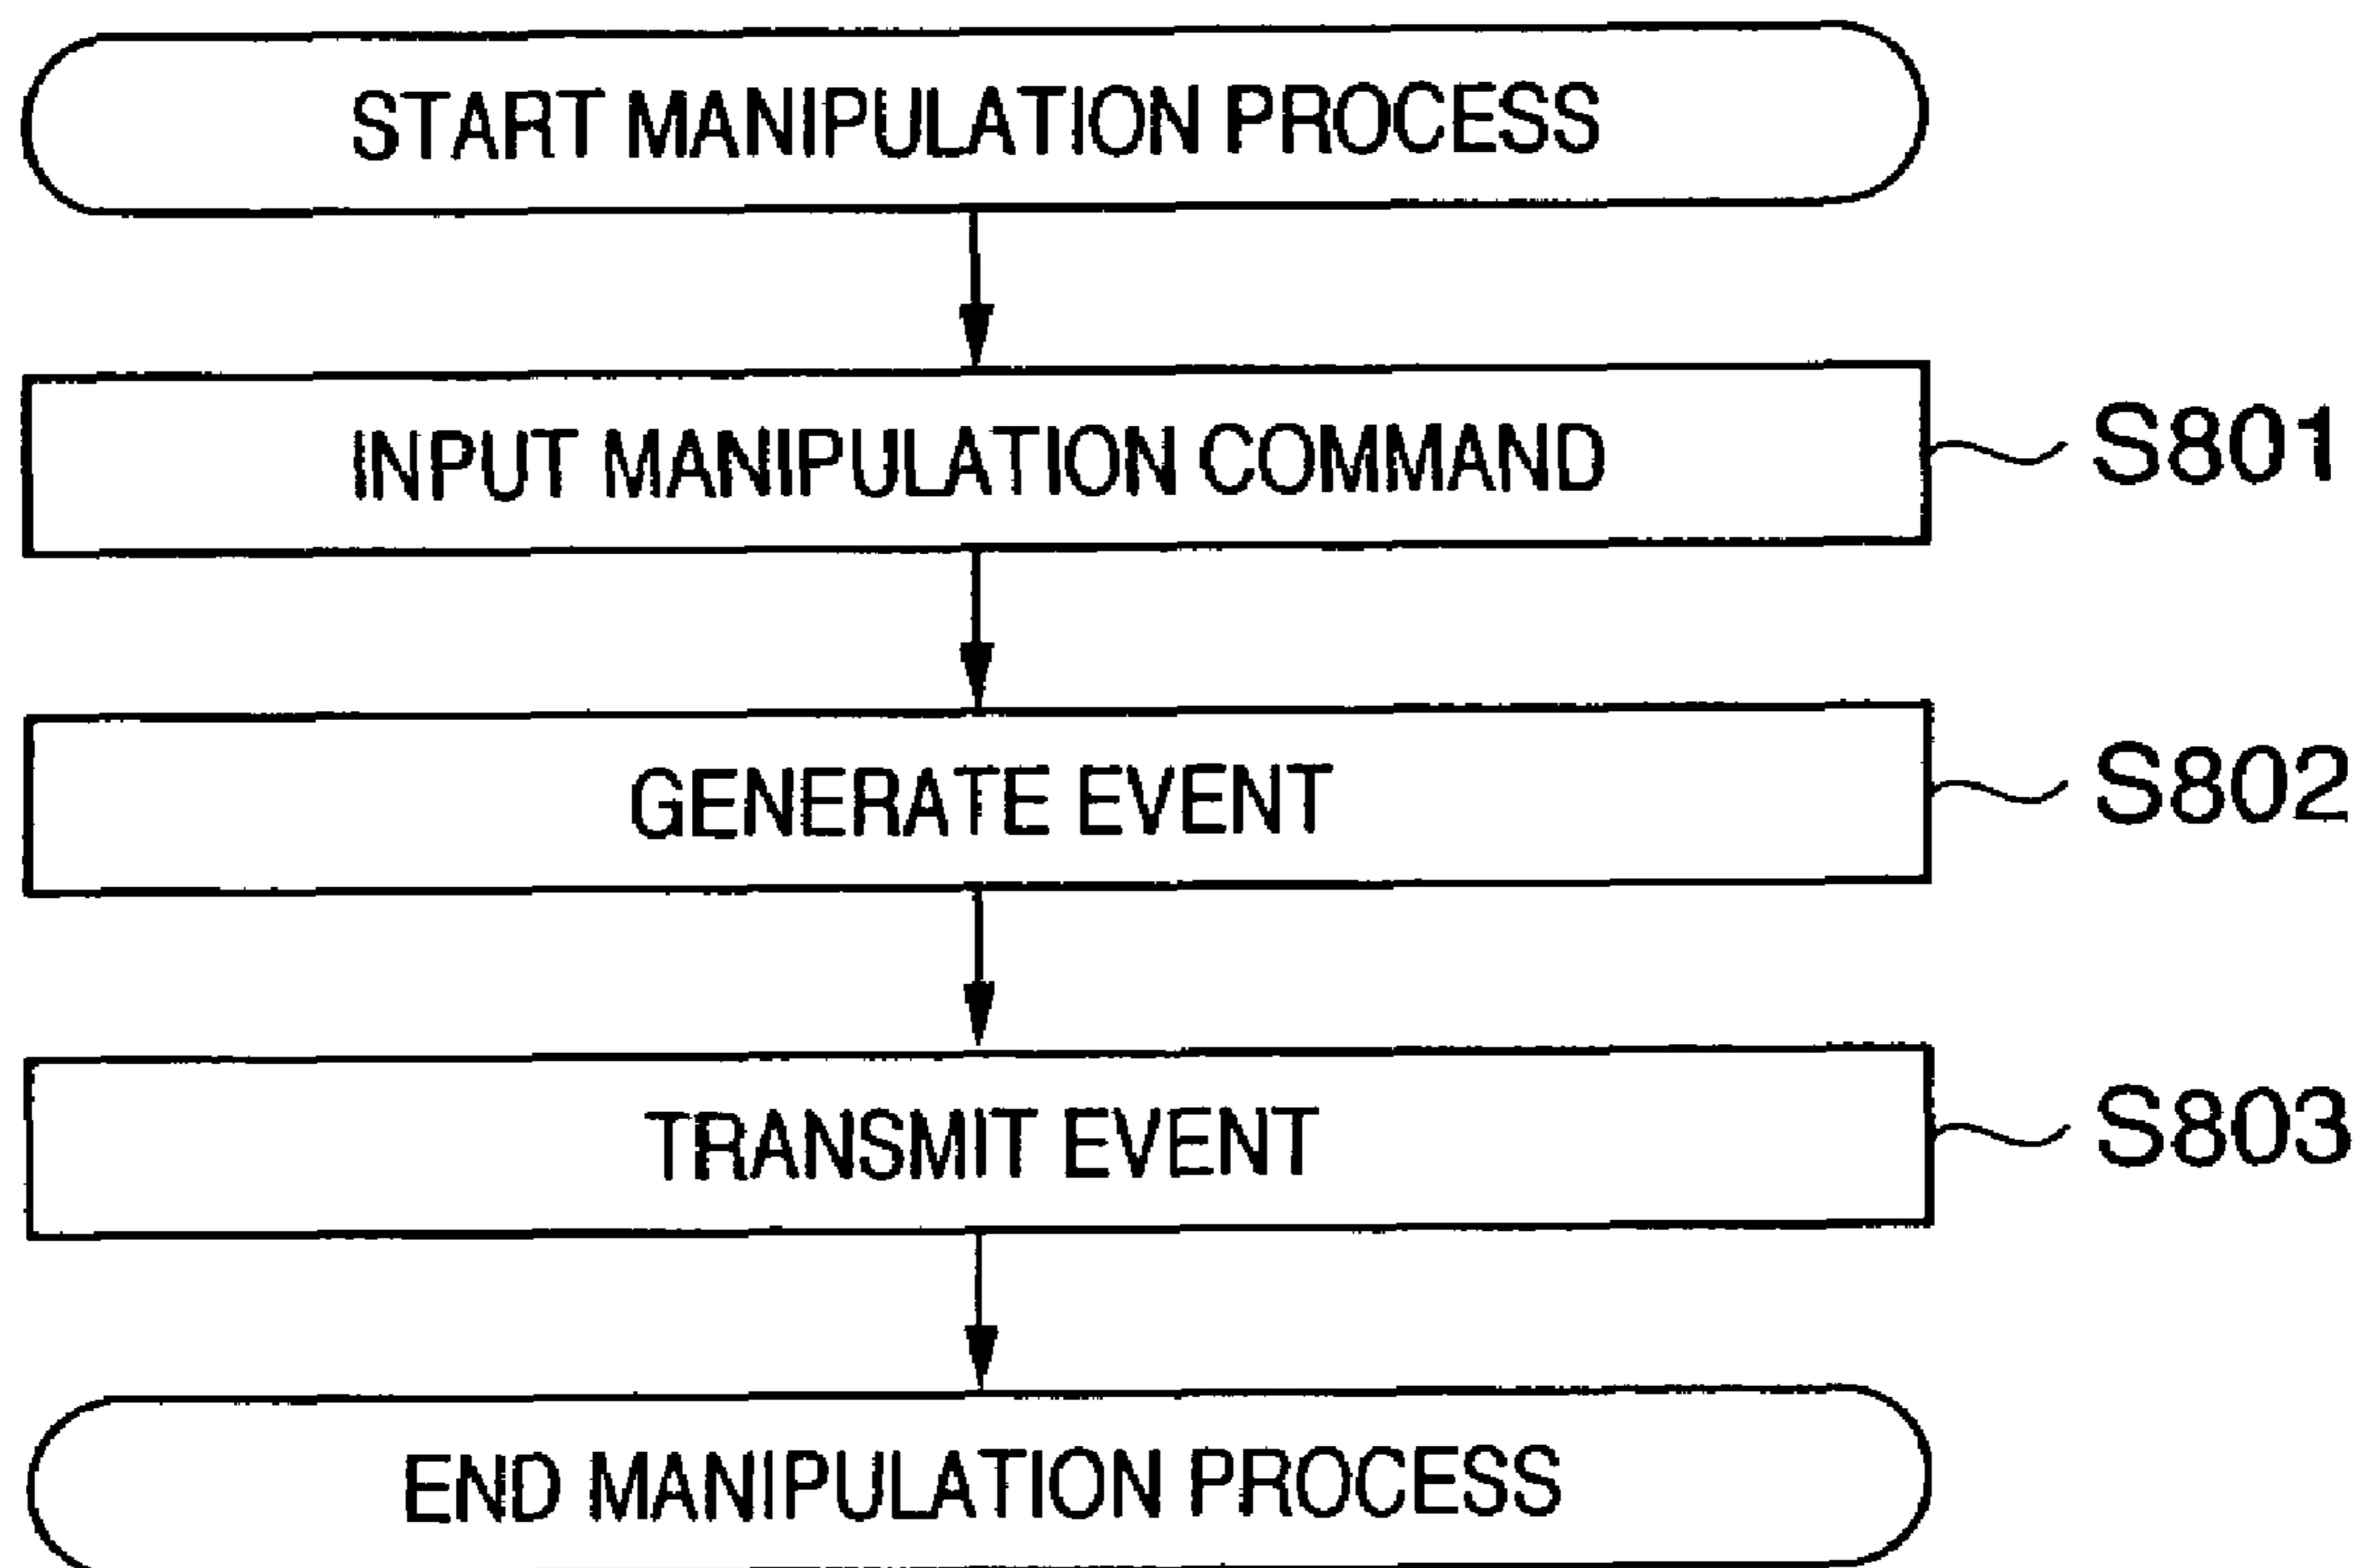 START MANIPULATION PROCESS
INPUT MANIPULATION COMMAND
S801
GENERATE EVENT
S802
TRANSMIT EVENT
S803
END MANIPULATION PROCESS